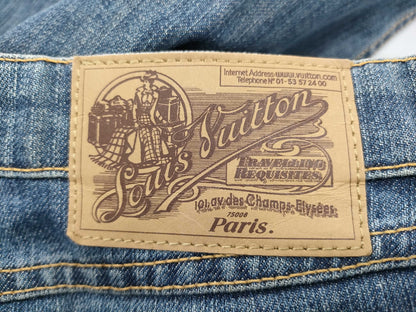 Internet Address-www.vuitton.com
Telephone N° 01-53 57 24 00
Louis Vuitton
TRAVELLING
REQUISITES
101,av. des Champs-Elysées
75008
Paris.